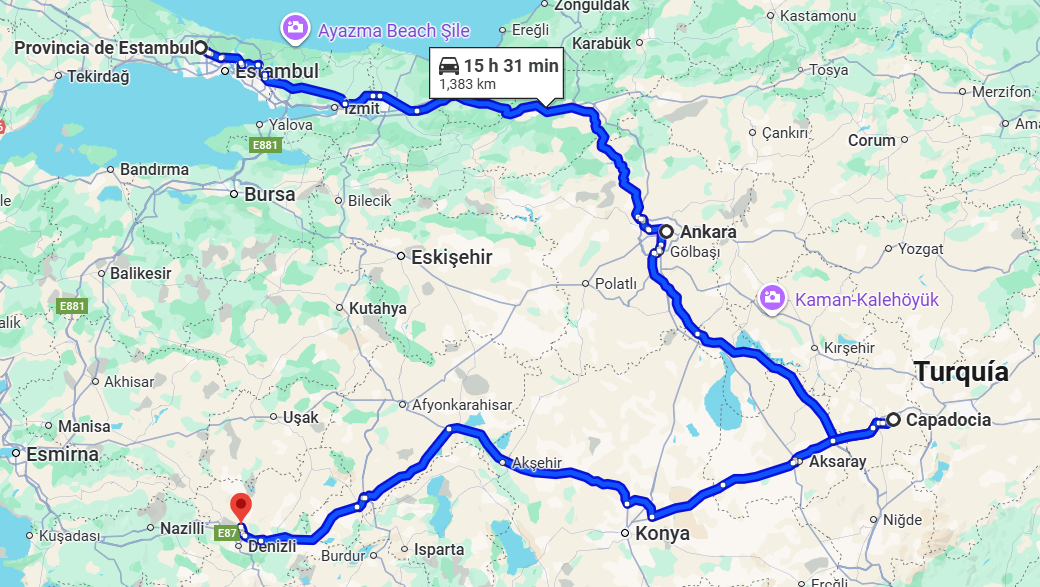 Zonguldak
Kastamonu
Ayazma Beach Şile
Ereğli
Karabük
Provincia de Estambul
Estambul
15 h 31 min
1,383 km
Tosya
Tekirdağ
Merzifon
İzmit
Yalova
Çankırı
Corum
E881
Bandırma
Bursa
Bilecik
Ankara
Gölbaşı
Yozgat
Eskişehir
Balikesir
Polatlı
Kaman-Kalehöyük
E881
Kutahya
Kırşehir
Turquía
Akhisar
Afyonkarahisar
Uşak
Capadocia
Manisa
Esmirna
Akşehir
Aksaray
Nazilli
E87
Niğde
Kuşadası
Denizli
Konya
Burdur
Isparta